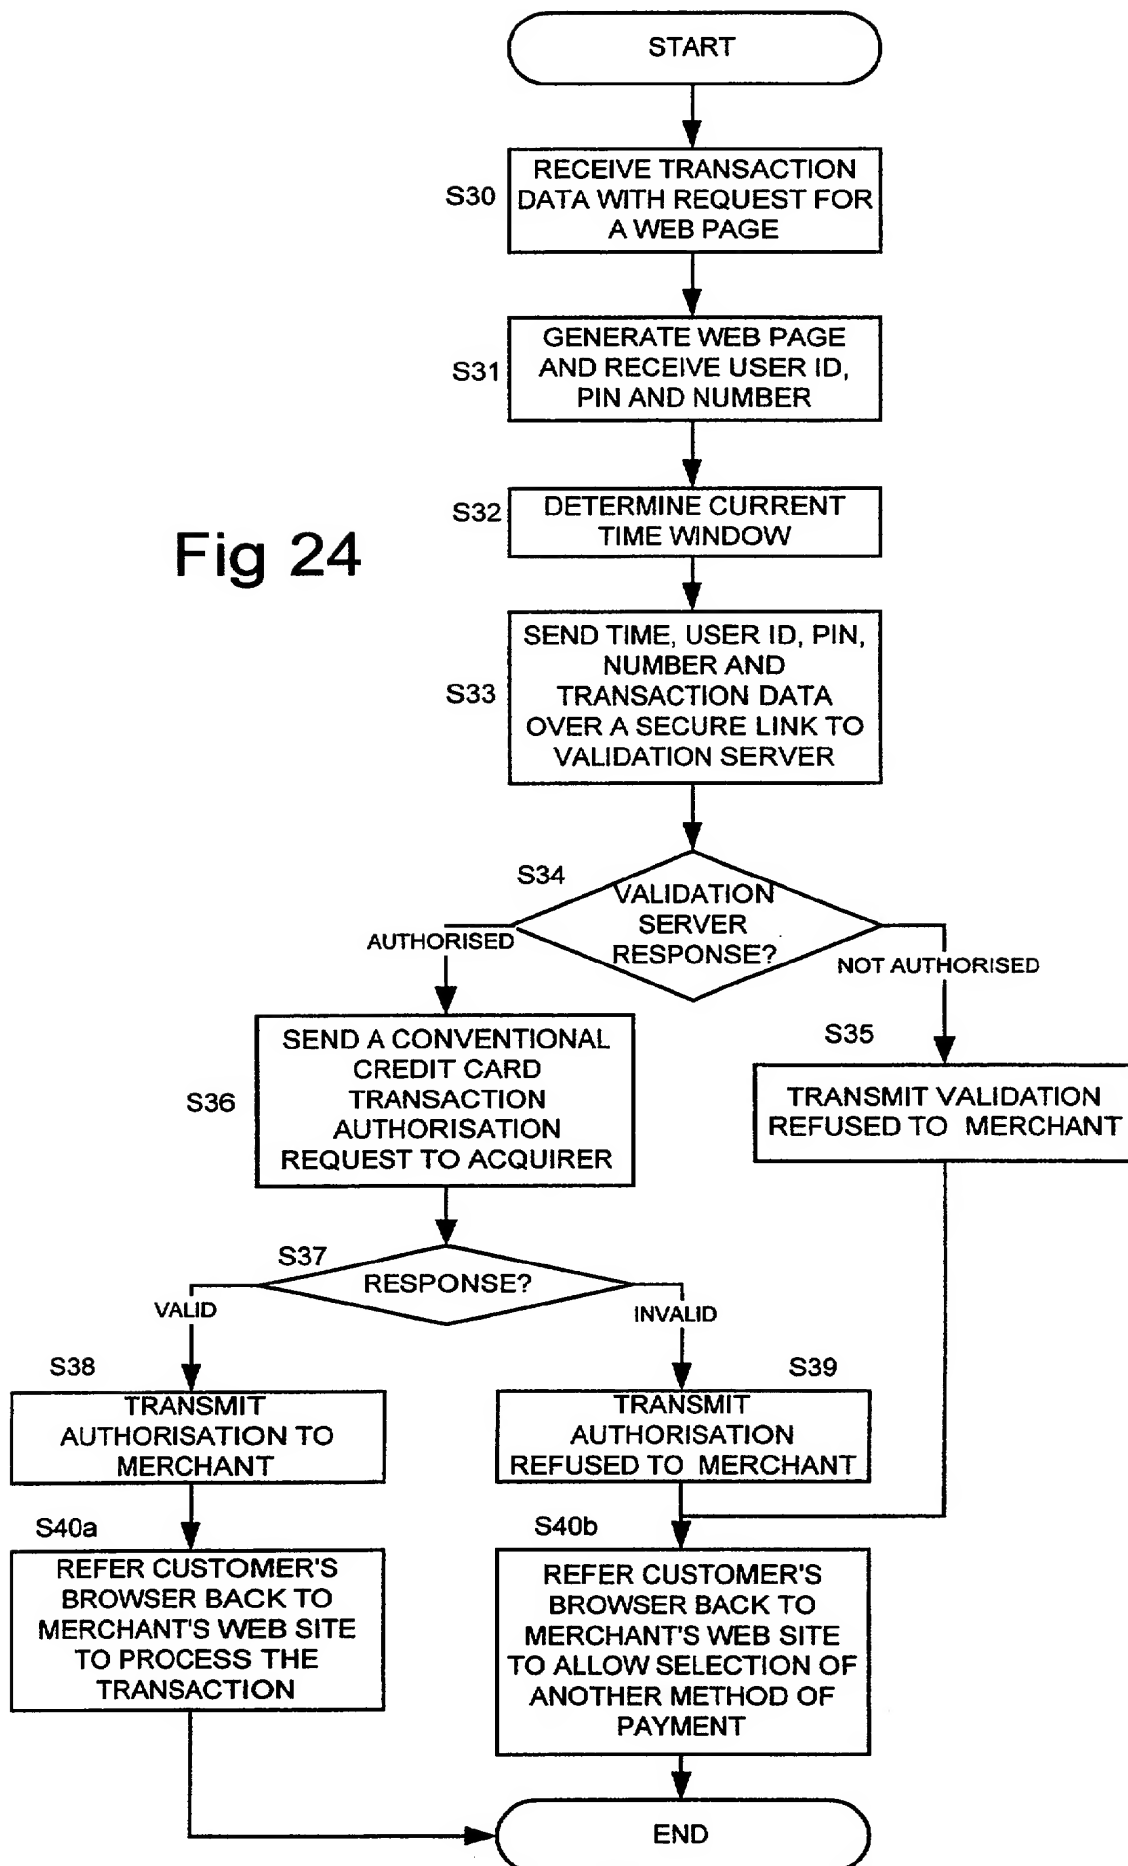 START
S30
RECEIVE TRANSACTION
DATA WITH REQUEST FOR
A WEB PAGE
S31
GENERATE WEB PAGE
AND RECEIVE USER ID,
PIN AND NUMBER
S32
DETERMINE CURRENT
TIME WINDOW
Fig 24
S33
SEND TIME, USER ID, PIN,
NUMBER AND
TRANSACTION DATA
OVER A SECURE LINK TO
VALIDATION SERVER
S34
VALIDATION
SERVER
RESPONSE?
AUTHORISED
NOT AUTHORISED
S36
SEND A CONVENTIONAL
CREDIT CARD
TRANSACTION
AUTHORISATION
REQUEST TO ACQUIRER
S35
TRANSMIT VALIDATION
REFUSED TO MERCHANT
S37
RESPONSE?
VALID
INVALID
S38
TRANSMIT
AUTHORISATION TO
MERCHANT
S39
TRANSMIT
AUTHORISATION
REFUSED TO MERCHANT
S40a
REFER CUSTOMER'S
BROWSER BACK TO
MERCHANT'S WEB SITE
TO PROCESS THE
TRANSACTION
S40b
REFER CUSTOMER'S
BROWSER BACK TO
MERCHANT'S WEB SITE
TO ALLOW SELECTION OF
ANOTHER METHOD OF
PAYMENT
END